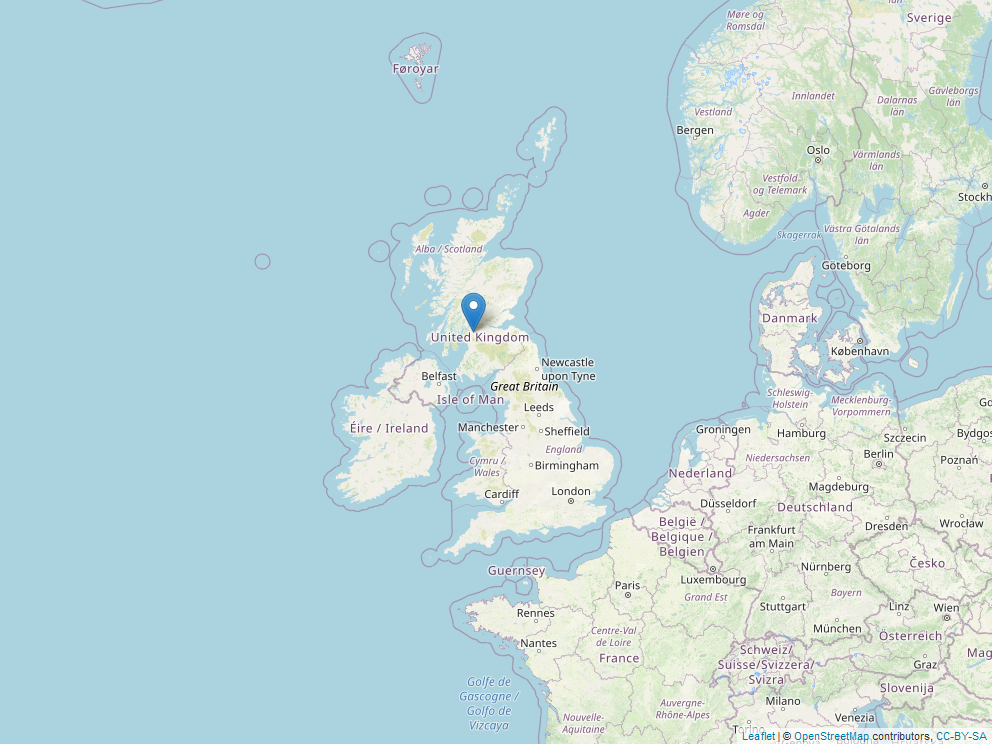 Møre og
Romsdal
Sverige
Føroyar
Innlandet
Dalarnas
län
Gävleborgs
län
Vestland
Bergen
Oslo
Värmlands
län
Vestfold
og Telemark
Stockh
Agder
Skagerrak
Västra Götalands
län
Alba / Scotland
Göteborg
Danmark
United Kingdom
København
Newcastle
upon Tyne
Belfast
Great Britain
Isle of Man
Leeds
Schleswig-
Holstein
Mecklenburg-
Vorpommern
Éire / Ireland
Manchester
Sheffield
Groningen
Hamburg
Szczecin
Bydgos
England
Cymru /
Wales
Birmingham
Niedersachsen
Berlin
Poznań
Nederland
Cardiff
London
Magdeburg
Düsseldorf
Deutschland
België /
Belgique /
Belgien
Frankfurt
am Main
Dresden
Wrocław
Guernsey
Luxembourg
Nürnberg
Česko
Paris
Grand Est
Bayern
Rennes
Stuttgart
Linz
Wien
Centre-Val
de Loire
München
Nantes
Österreich
France
Schweiz/
Suisse/Svizzera/
Svizra
Graz
Mag
Golfe de
Gascogne /
Golfo de
Vizcaya
Slovenija
Auvergne-
Rhône-Alpes
Milano
Nouvelle-
Aquitaine
Venezia
Torino
Leaflet | © OpenStreetMap contributors, CC-BY-SA